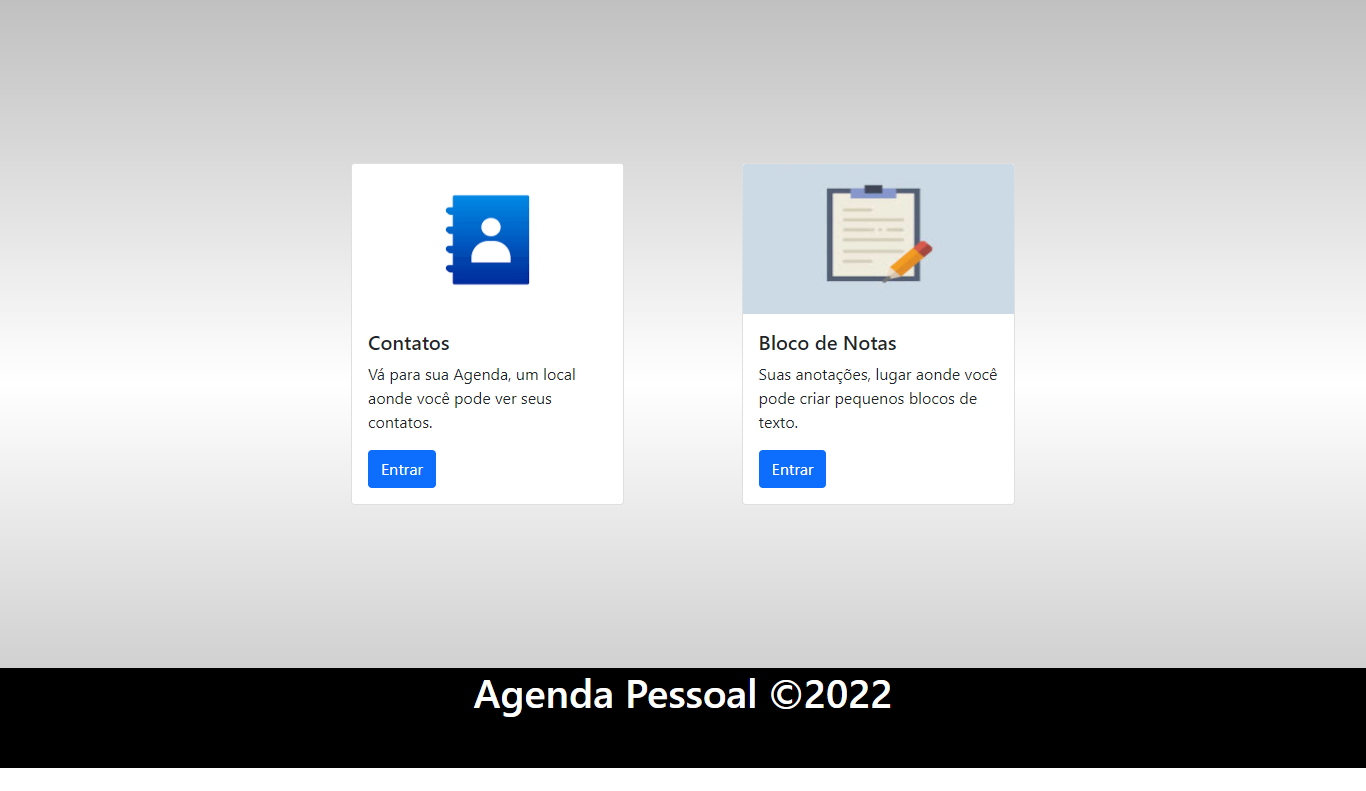 Contatos
Vá para sua Agenda, um local
aonde você pode ver seus
contatos.
Entrar
Bloco de Notas
Suas anotações, lugar aonde você
pode criar pequenos blocos de
texto.
Entrar
Agenda Pessoal ©2022